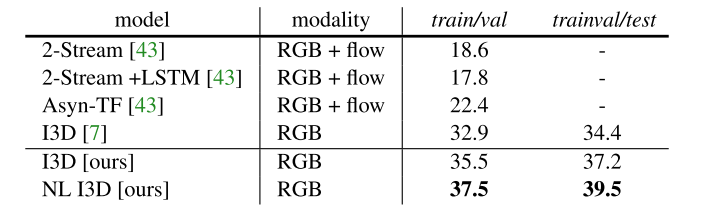 model modality train/val trainval/test
2-Stream [43] RGB + flow 18.6 -
2-Stream +LSTM [43] RGB + flow 17.8 -
Asyn-TF [43] RGB + flow 22.4 -
I3D [7] RGB 32.9 34.4
I3D [ours] RGB 35.5 37.2
NL I3D [ours] RGB 37.5 39.5